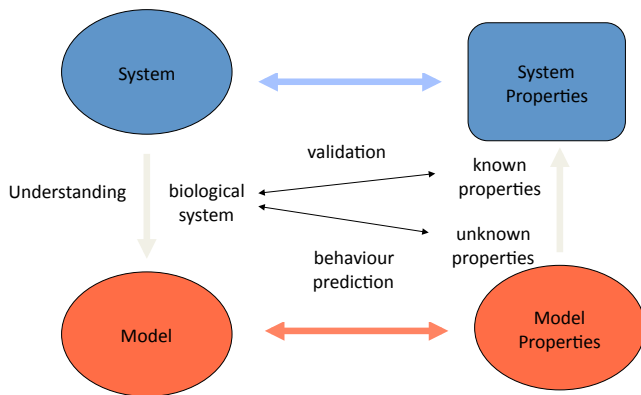 System
System
Properties
validation
Understanding
biological
system
known
properties
unknown
properties
behaviour
prediction
Model
Model
Properties